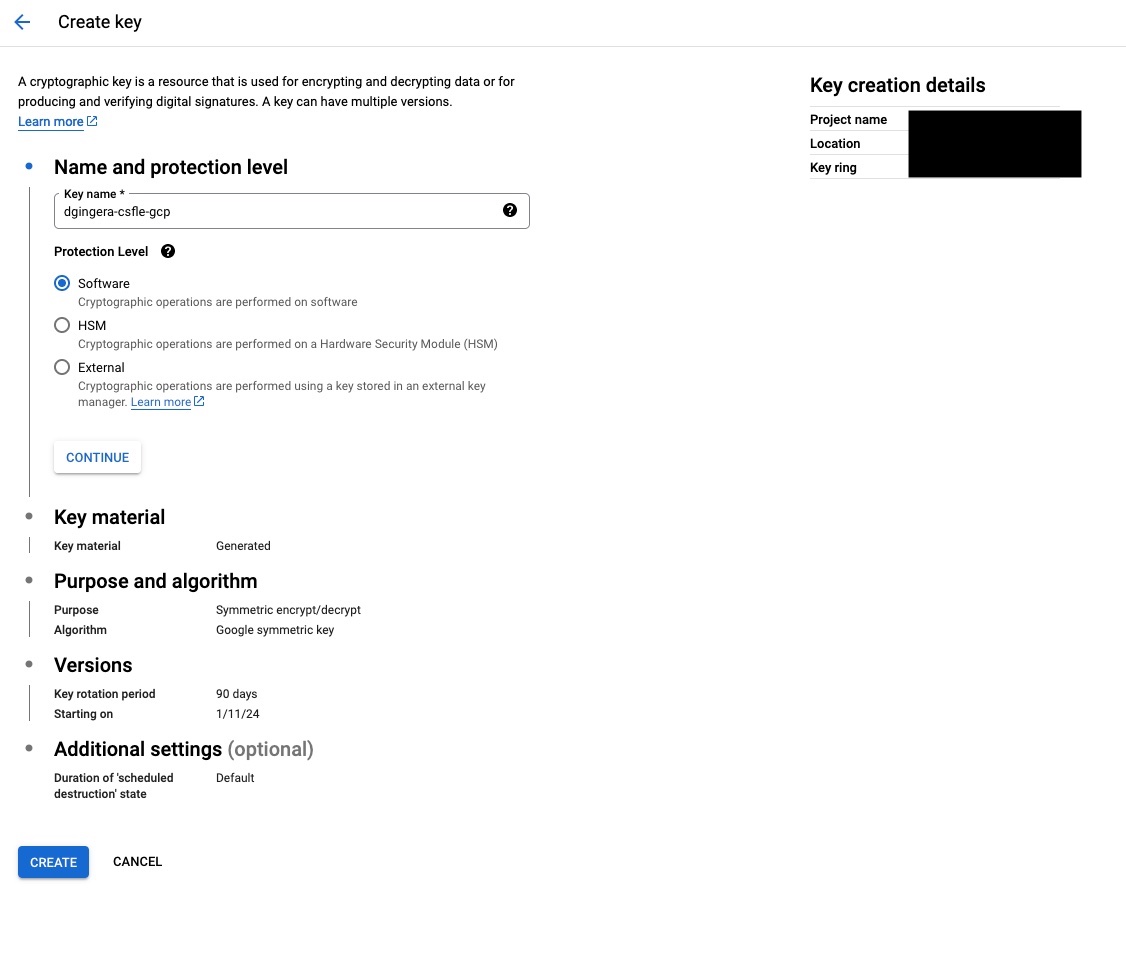 Create key
A cryptographic key is a resource that is used for encrypting and decrypting data or for
producing and verifying digital signatures. A key can have multiple versions.
Learn more
Name and protection level
Key name *
dgingera-csfle-gcp
Protection Level
Software
Cryptographic operations are performed on software
HSM
Cryptographic operations are performed on a Hardware Security Module (HSM)
External
Cryptographic operations are performed using a key stored in an external key
manager. Learn more
CONTINUE
Key material
Key material Generated
Purpose and algorithm
Purpose Symmetric encrypt/decrypt
Algorithm Google symmetric key
Versions
Key rotation period 90 days
Starting on 1/11/24
Additional settings (optional)
Duration of 'scheduled Default
destruction' state
CREATE CANCEL
Key creation details
Project name
Location
Key ring